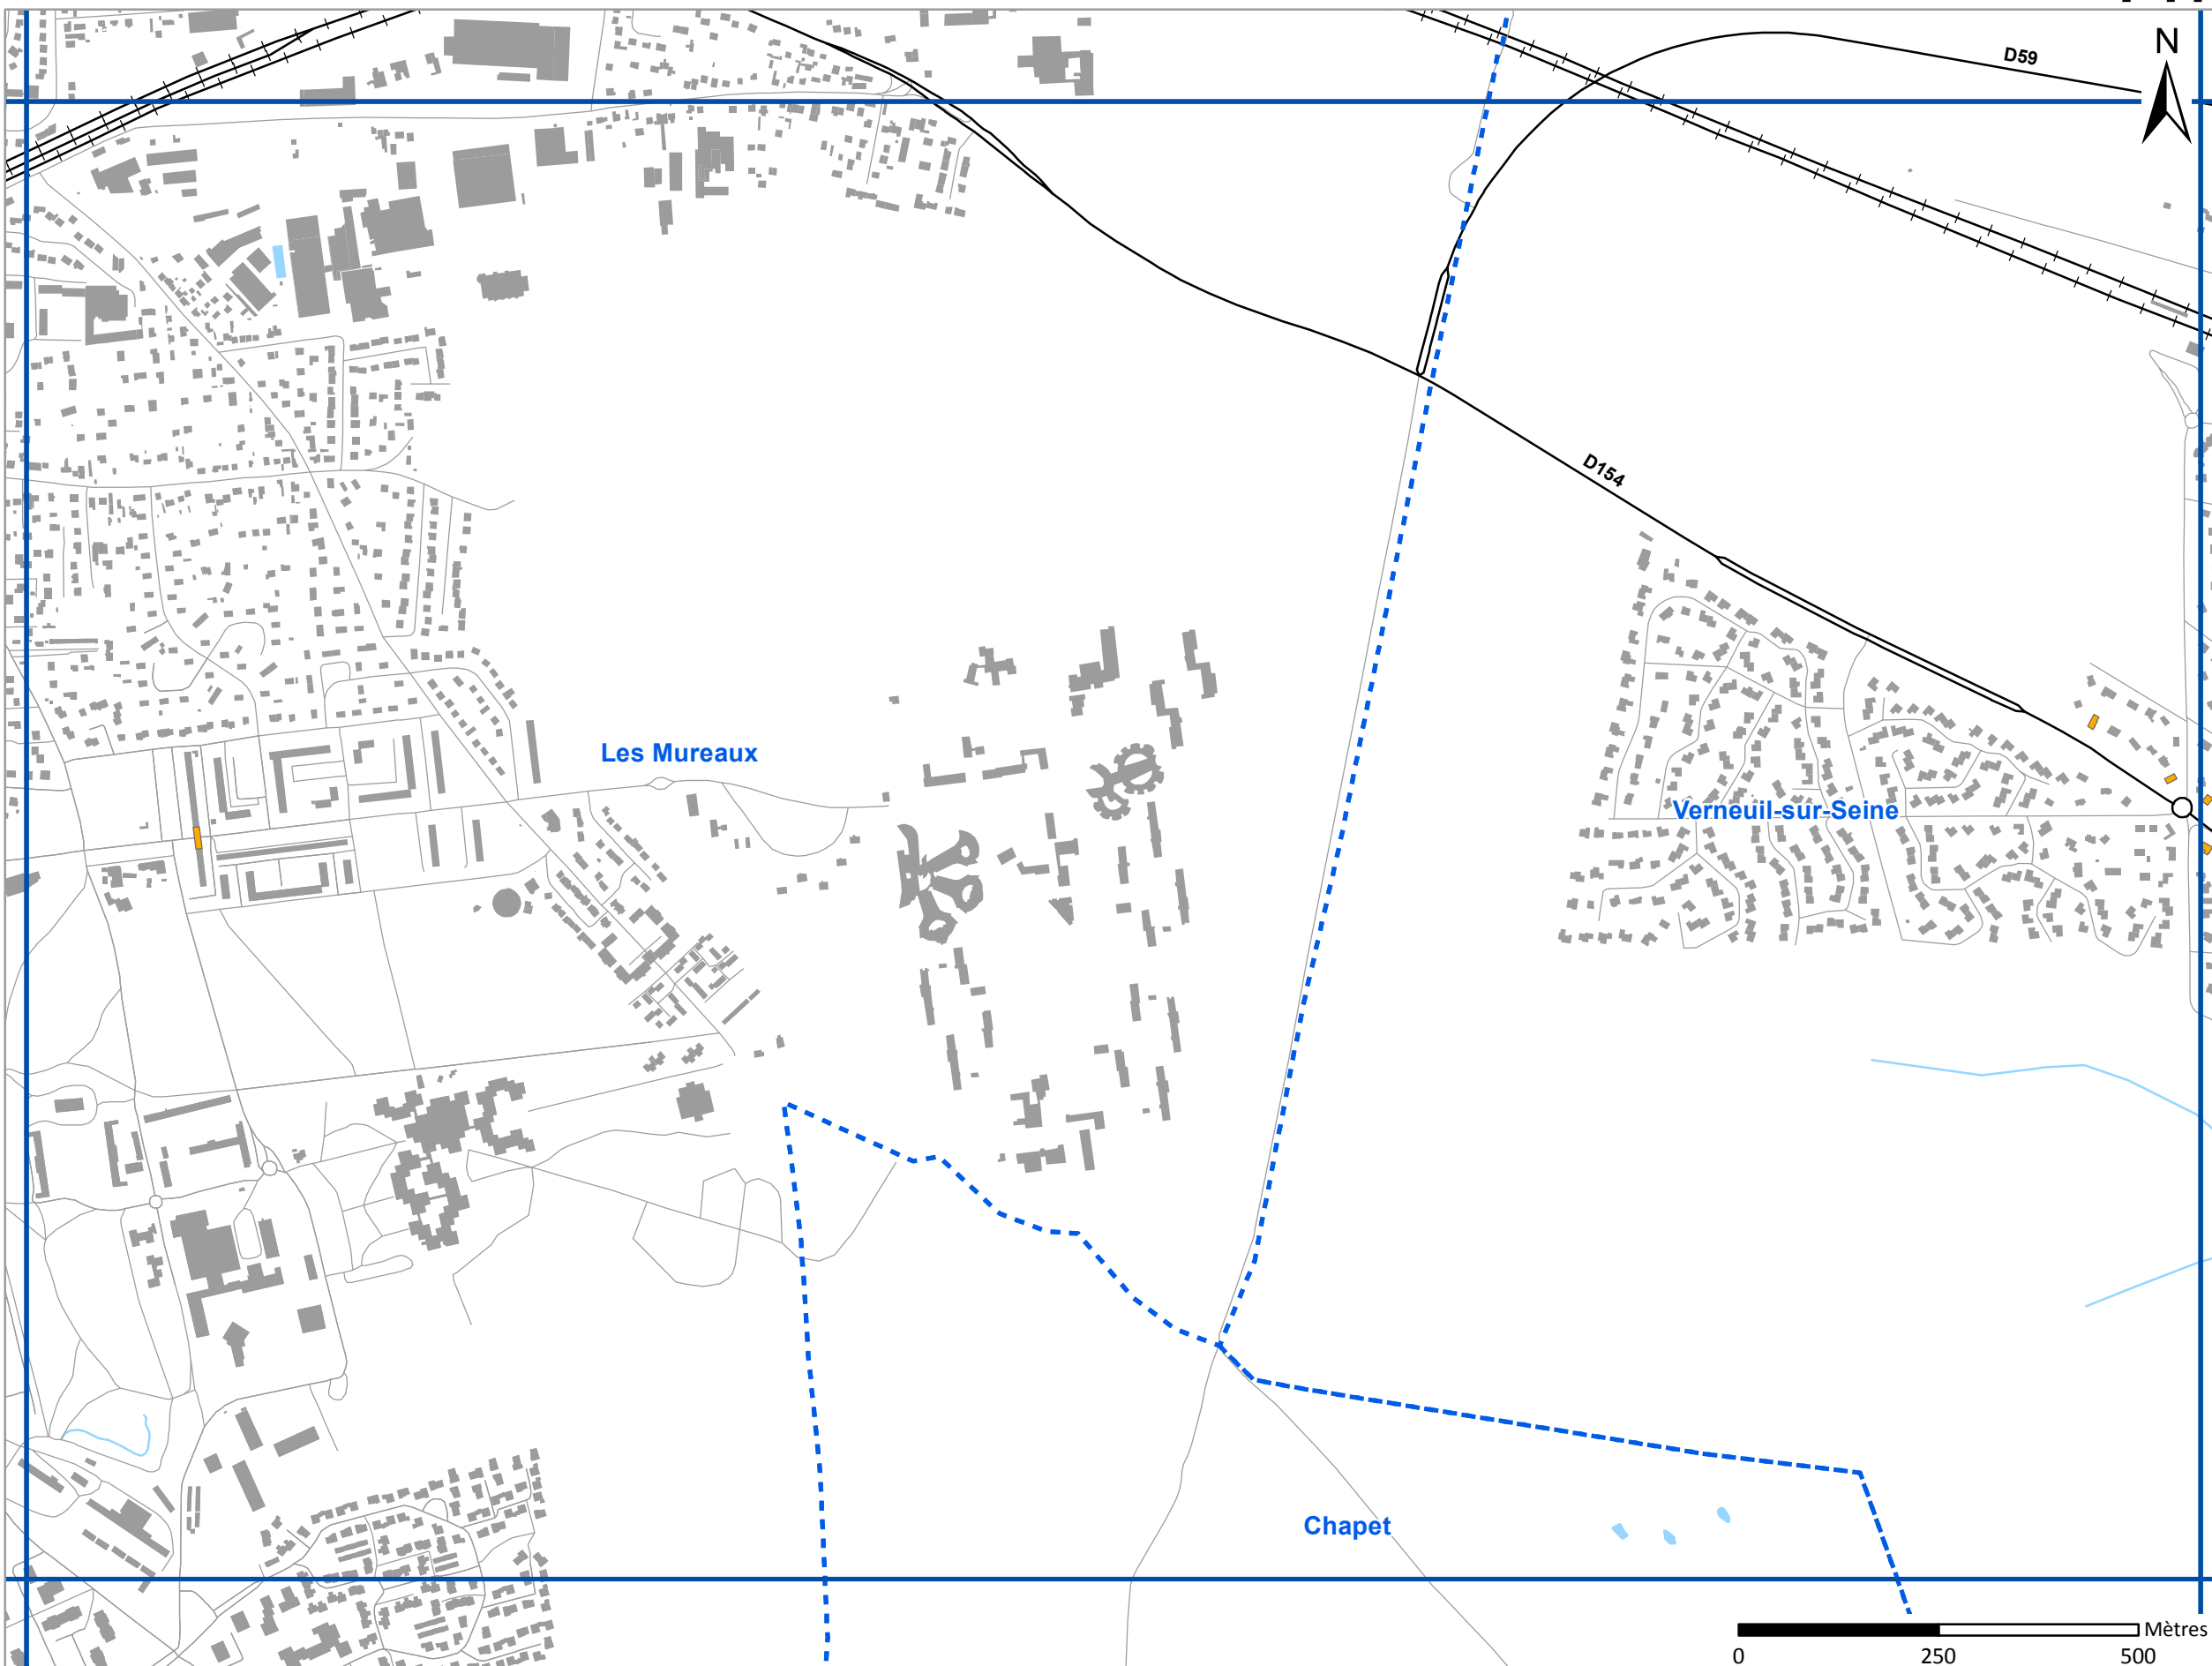 N
D59
D154
Les Mureaux
Verneuil-sur-Seine
Chapet
Mètres
0 250 500